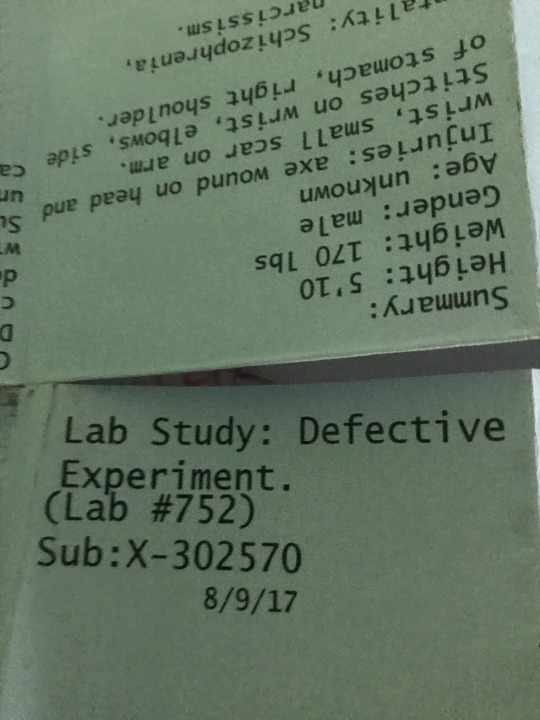 Summary:
Height: 5'10
Weight: 170 lbs
Gender: male
Age: unknown
Injuries: axe wound on head and
wrist, small scar on arm.
Stitches on wrist, elbows, side
of stomach, right shoulder.
Schizophrenia,
narcissism.
Lab Study: Defective
Experiment.
(Lab #752)
Sub:X-302570
8/9/17